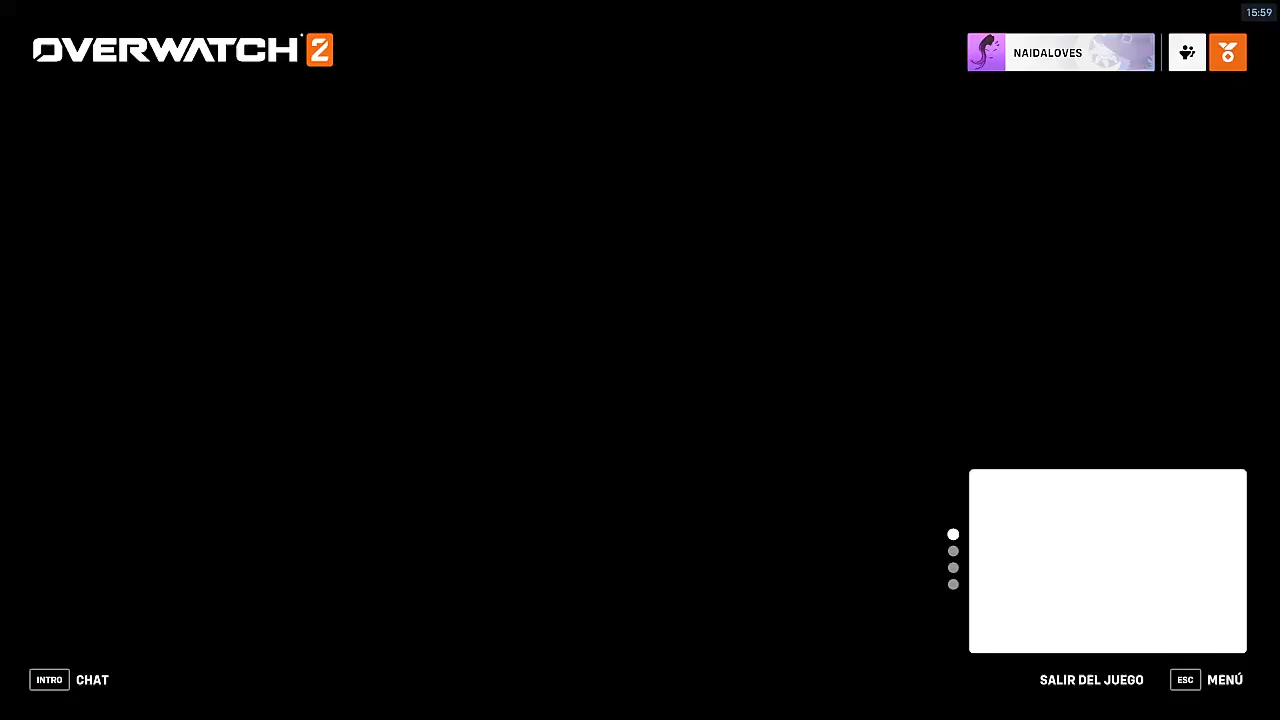 15:59
OVERWATCH 2
NAIDALOVES
INTRO CHAT
SALIR DEL JUEGO
ESC MENÚ